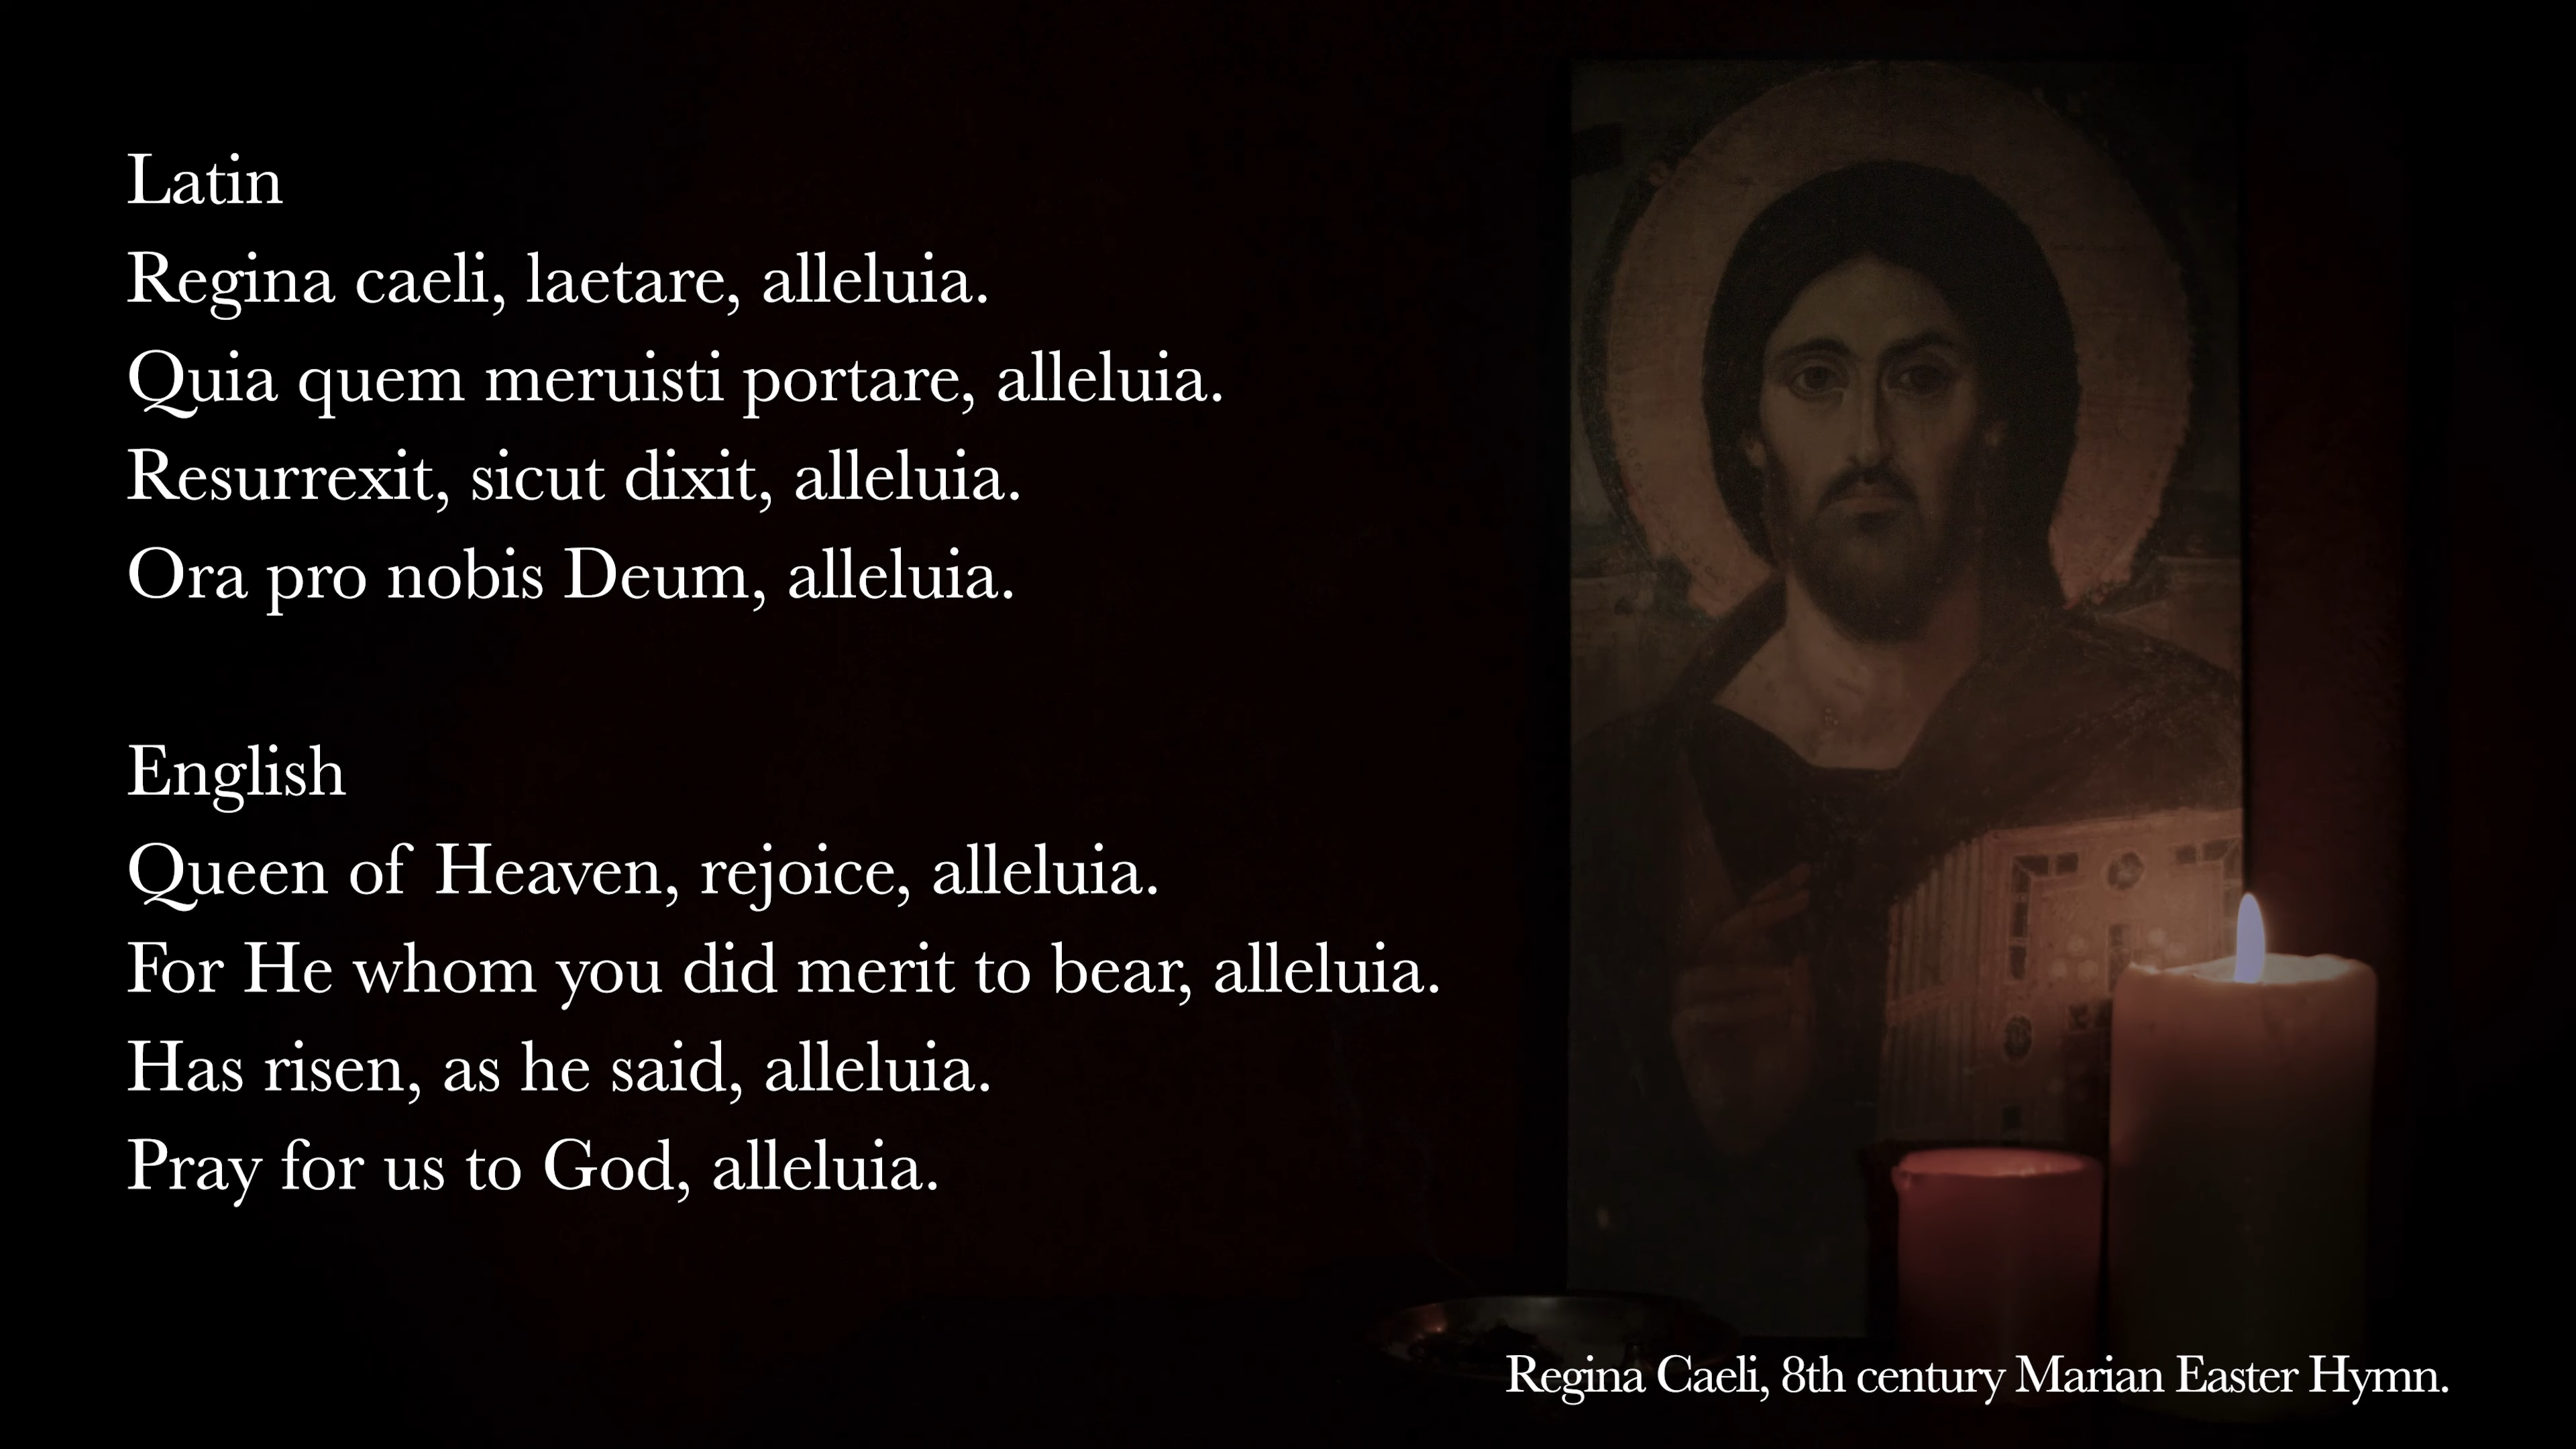 Latin
Regina caeli, laetare, alleluia.
Quia quem meruisti portare, alleluia.
Resurrexit, sicut dixit, alleluia.
Ora pro nobis Deum, alleluia.
English
Queen of Heaven, rejoice, alleluia.
For He whom you did merit to bear, alleluia.
Has risen, as he said, alleluia.
Pray for us to God, alleluia.
Regina Caeli, 8th century Marian Easter Hymn.